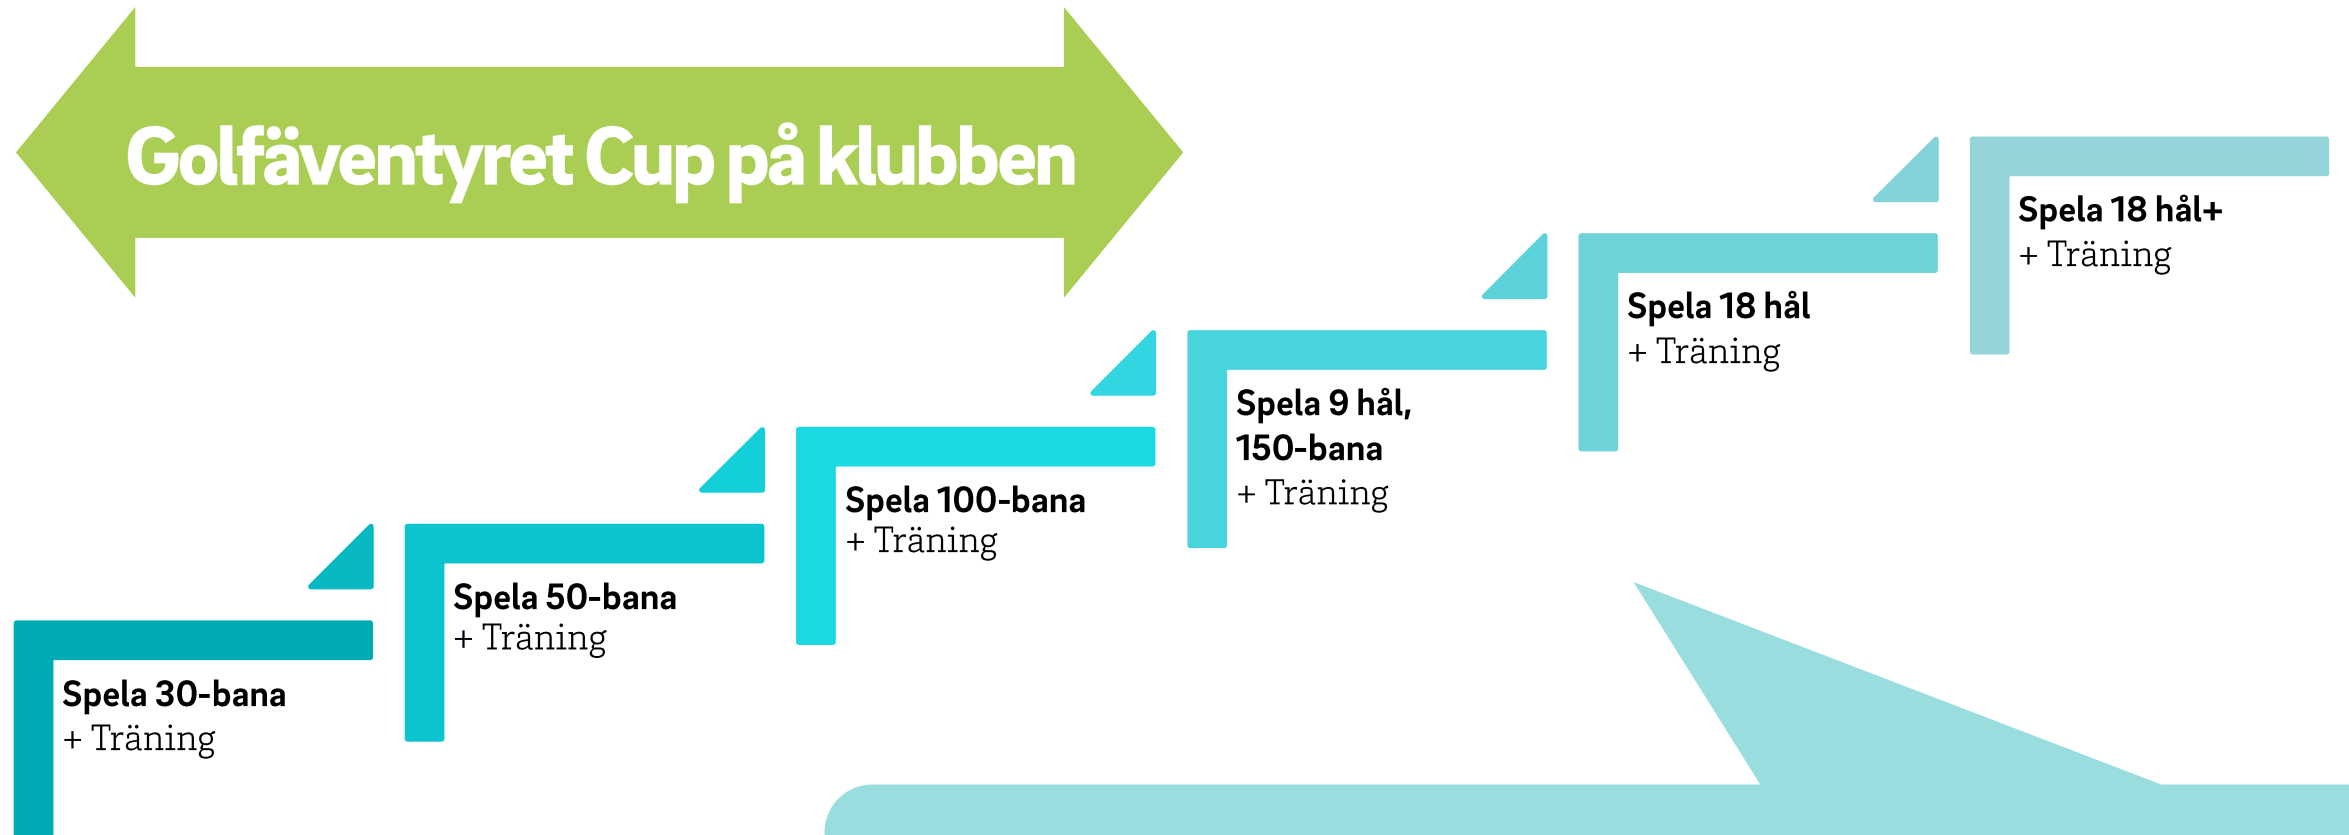 Golfäventyret Cup på klubben
Spela 30-bana
+ Träning
Spela 50-bana
+ Träning
Spela 100-bana
+ Träning
Spela 9 hål,
150-bana
+ Träning
Spela 18 hål
+ Träning
Spela 18 hål+
+ Träning